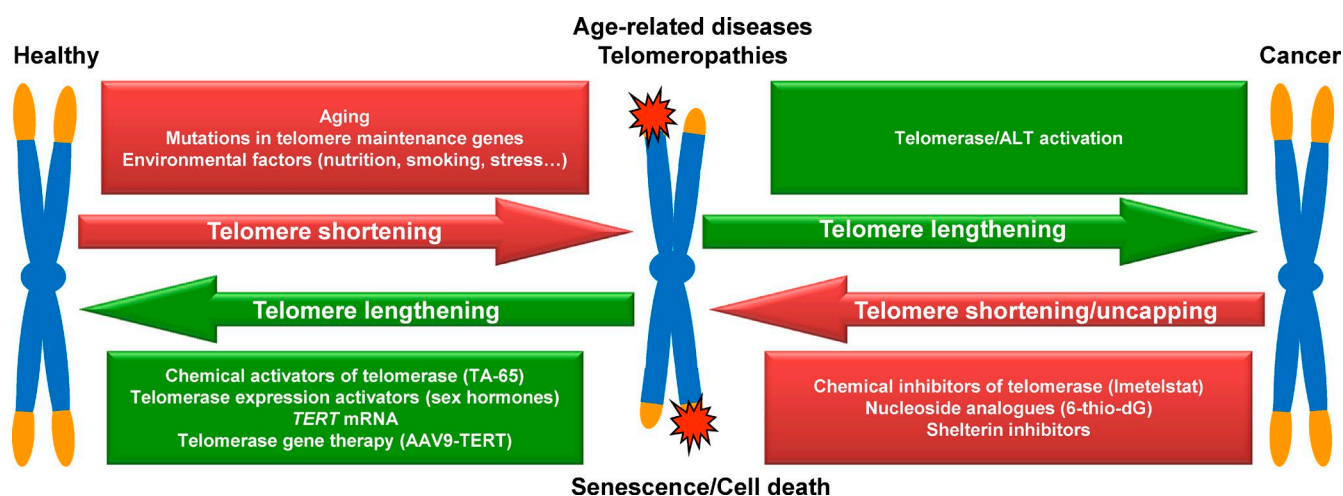 Age-related diseases
Healthy
Telomeropathies
Cancer
Aging
Mutations in telomere maintenance genes
Environmental factors (nutrition, smoking, stress…)
Telomerase/ALT activation
Telomere shortening
Telomere lengthening
Telomere lengthening
Telomere shortening/uncapping
Chemical activators of telomerase (TA-65)
Telomerase expression activators (sex hormones)
TERT mRNA
Telomerase gene therapy (AAV9-TERT)
Chemical inhibitors of telomerase (Imetelstat)
Nucleoside analogues (6-thio-dG)
Shelterin inhibitors
Senescence/Cell death